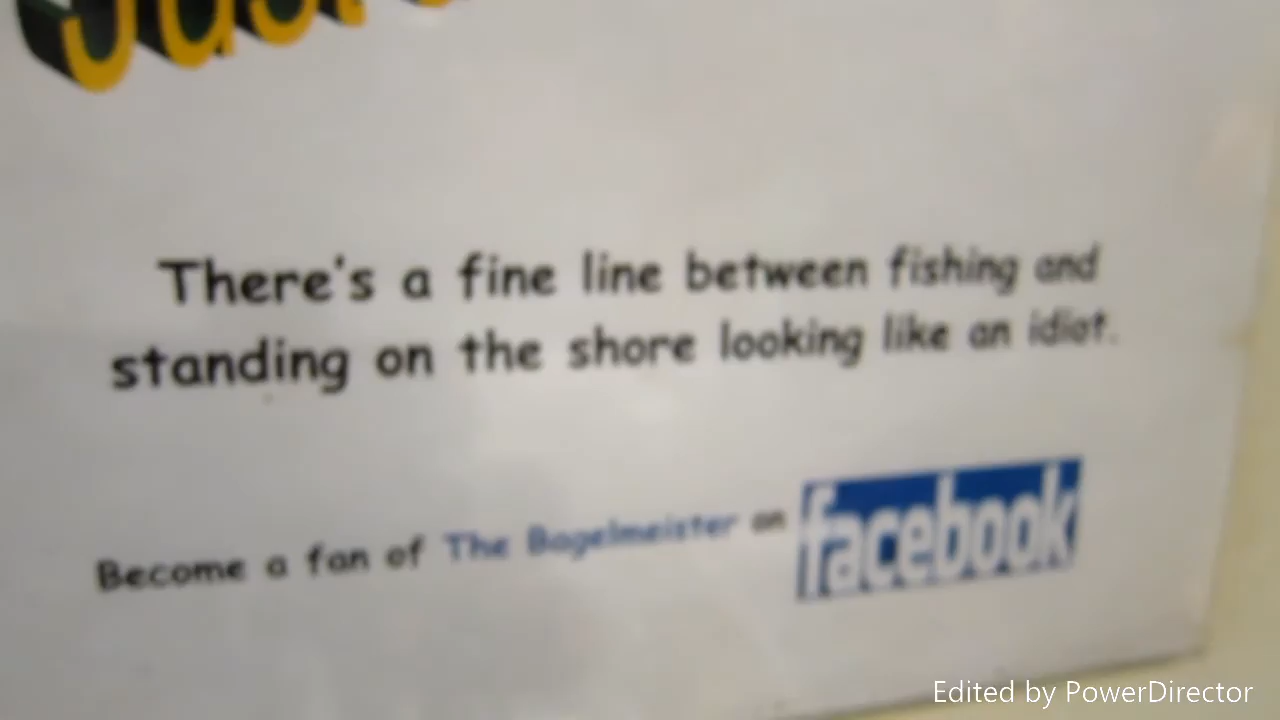 There's a fine line between fishing and
standing on the shore looking like an idiot.
Become a fan of The Bagelmeister on facebook
Edited by PowerDirector